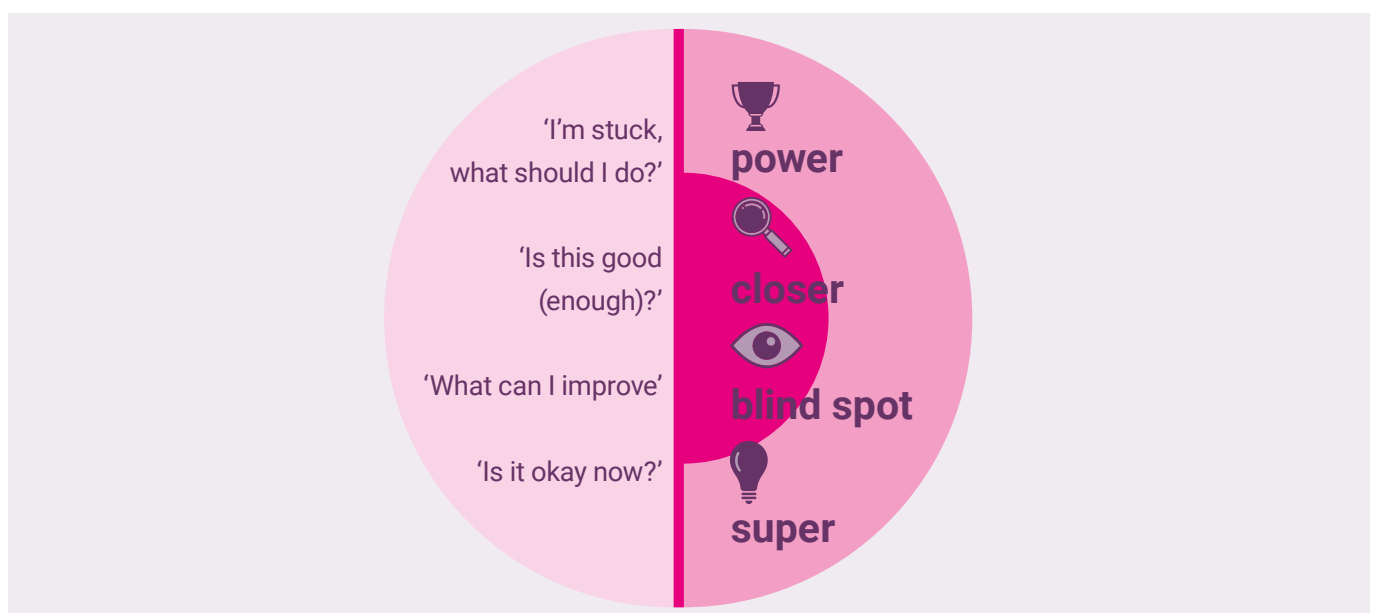 ‘I’m stuck,
what should I do?’
‘Is this good
(enough)?’
‘What can I improve’
‘Is it okay now?’
power
closer
blind spot
super